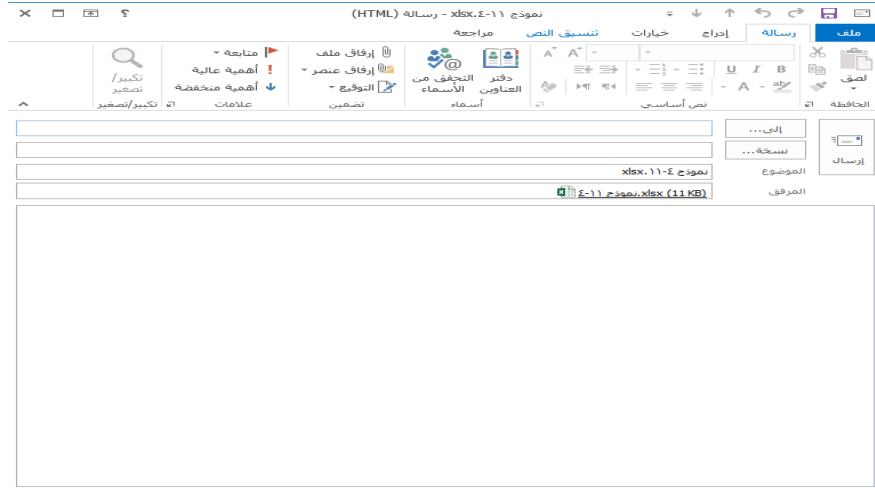 نموذج ١١-٤.xlsx - رسالة (HTML)
ملف رسالة إدراج خيارات تنسيق النص مراجعة
لصق
B I U
A A A
دفتر العناوين
التحقق من الأسماء
إرفاق ملف
إرفاق عنصر
التوقيع
متابعة
أهمية عالية
أهمية منخفضة
تكبير/
تصغير
الحافظة نص أساسي أسماء تضمين علامات تكبير/تصغير
إرسال
إلى...
نسخة...
الموضوع نموذج ٤-١١.xlsx
المرفق نموذج ١١-٤.xlsx (11 KB)